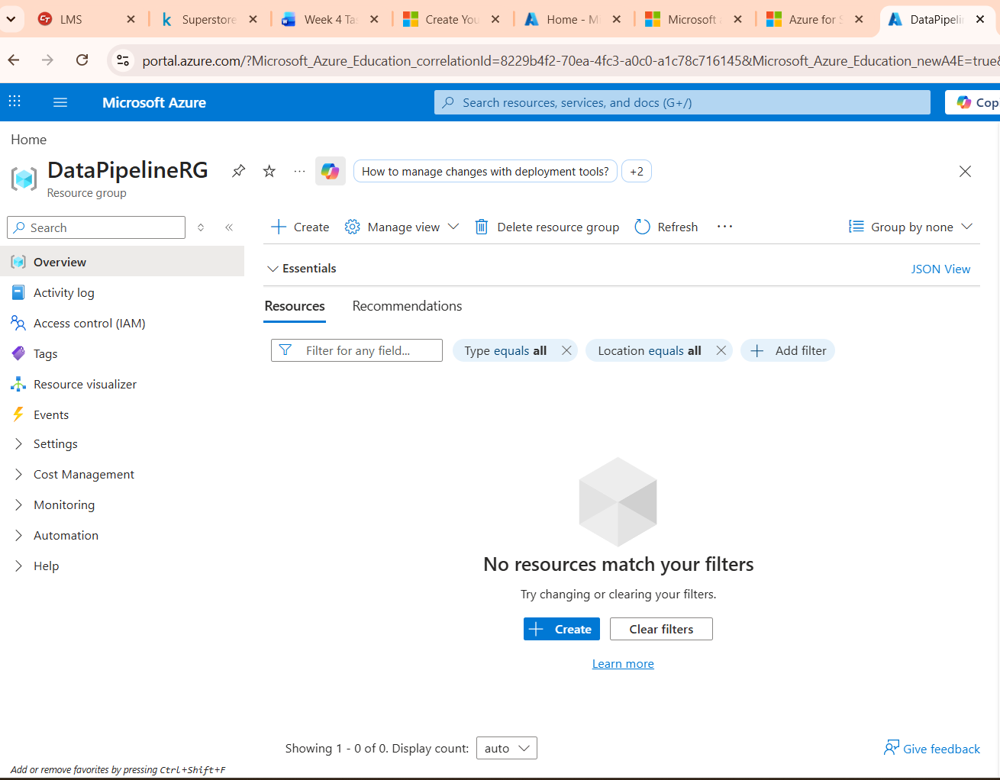 LMS
Superstore
Week 4 Ta
Create You
Home - M
Microsoft
Azure for S
DataPipelin
portal.azure.com/?Microsoft_Azure_Education_correlationId=8229b4f2-70ea-4fc3-a0c0-a1c78c716145&Microsoft_Azure_Education_newA4E=true
Microsoft Azure
Search resources, services, and docs (G+/)
Cop
Home
DataPipelineRG
Resource group
How to manage changes with deployment tools?
+2
Search
Create
Manage view
Delete resource group
Refresh
Group by none
Overview
Activity log
Access control (IAM)
Tags
Resource visualizer
Events
Settings
Cost Management
Monitoring
Automation
Help
Essentials
JSON View
Resources
Recommendations
Filter for any field...
Type equals all
Location equals all
Add filter
No resources match your filters
Try changing or clearing your filters.
Create
Clear filters
Learn more
Showing 1 - 0 of 0. Display count:
auto
Give feedback
Add or remove favorites by pressing Ctrl+Shift+F